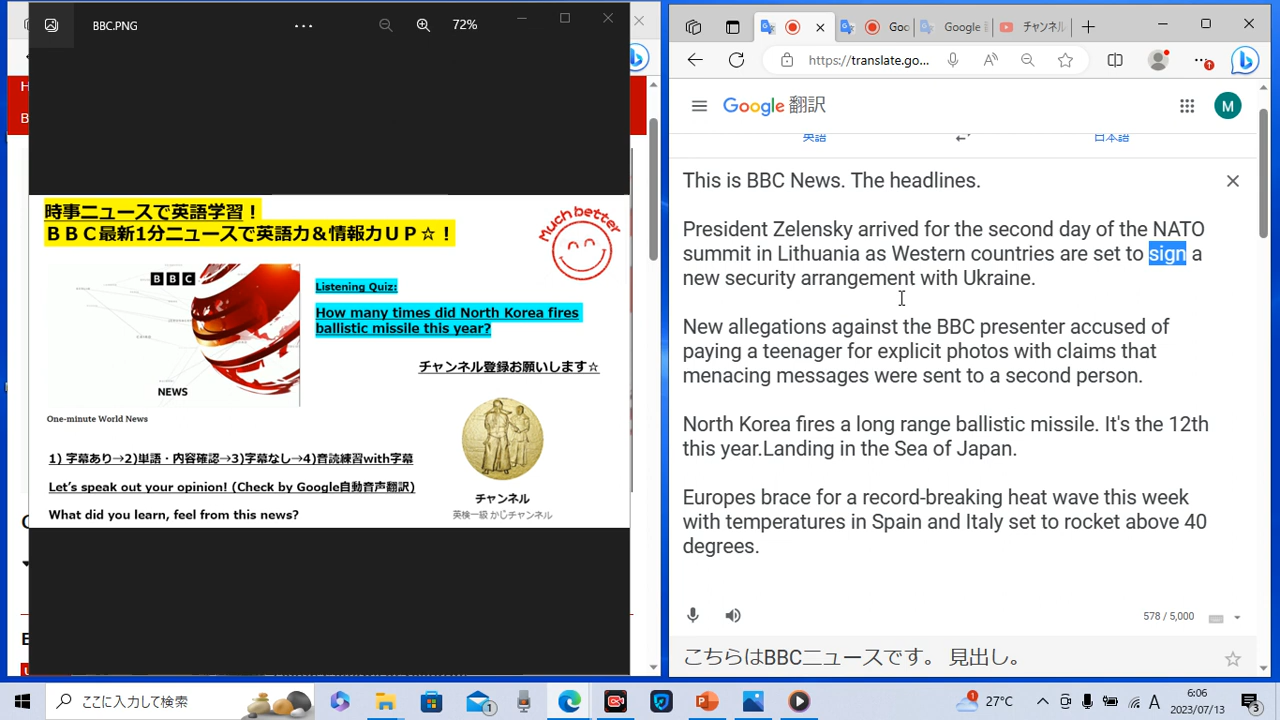 BBC.PNG
72%
時事ニュースで英語学習！
ＢＢＣ最新1分ニュースで英語力＆情報力ＵＰ☆！
Much better
BBC
NEWS
One-minute World News
Listening Quiz:
How many times did North Korea fires
ballistic missile this year?
チャンネル登録お願いします☆
チャンネル
英検一級 かじチャンネル
1) 字幕あり→2)単語・内容確認→3)字幕なし→4)音読練習with字幕
Let's speak out your opinion! (Check by Google自動音声翻訳)
What did you learn, feel from this news?
Goo
Google
チャンネル
https://translate.go...
Google 翻訳
M
英語
日本語
This is BBC News. The headlines.
President Zelensky arrived for the second day of the NATO
summit in Lithuania as Western countries are set to sign a
new security arrangement with Ukraine.
New allegations against the BBC presenter accused of
paying a teenager for explicit photos with claims that
menacing messages were sent to a second person.
North Korea fires a long range ballistic missile. It's the 12th
this year.Landing in the Sea of Japan.
Europes brace for a record-breaking heat wave this week
with temperatures in Spain and Italy set to rocket above 40
degrees.
578 / 5,000
こちらはBBCニュースです。 見出し。
ここに入力して検索
1
1
27°C
A
6:06
2023/07/13
3